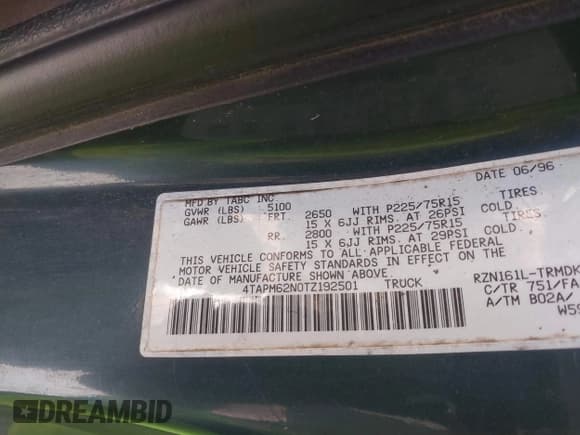 DATE 06/96
MFD BY TABC INC
GVWR (LBS) 5100
GAWR (LBS) FRT. 2650 WITH P225/75R15 TIRES.
15 X 6JJ RIMS. AT 26PSI COLD.
RR. 2800 WITH P225/75R15 TIRES.
15 X 6JJ RIMS. AT 29PSI COLD
THIS VEHICLE CONFORMS TO ALL APPLICABLE FEDERAL
MOTOR VEHICLE SAFETY STANDARDS IN EFFECT ON THE
DATE OF MANUFACTURE SHOWN ABOVE.
4TAPM62N0TZ192501 TRUCK
RZN161L-TRMDK
C/TR 751/FA
A/TM B02A/
W59
DREAMBID